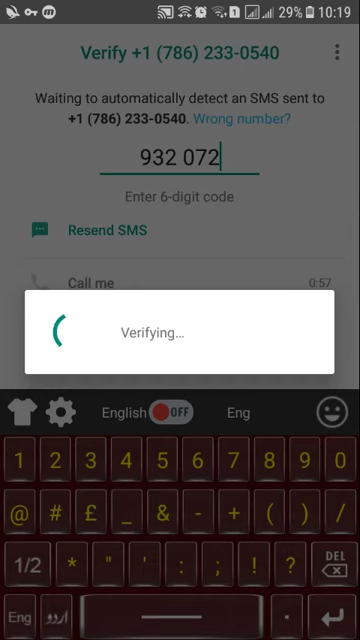 29% 10:19
Verify +1 (786) 233-0540
Waiting to automatically detect an SMS sent to
+1 (786) 233-0540. Wrong number?
932 072
Enter 6-digit code
Resend SMS
Call me 0:57
Verifying...
English OFF Eng
1 2 3 4 5 6 7 8 9 0
@ # £ _ & - + ( ) /
1/2 * " ' : ; ! ? DEL
Eng اردو .